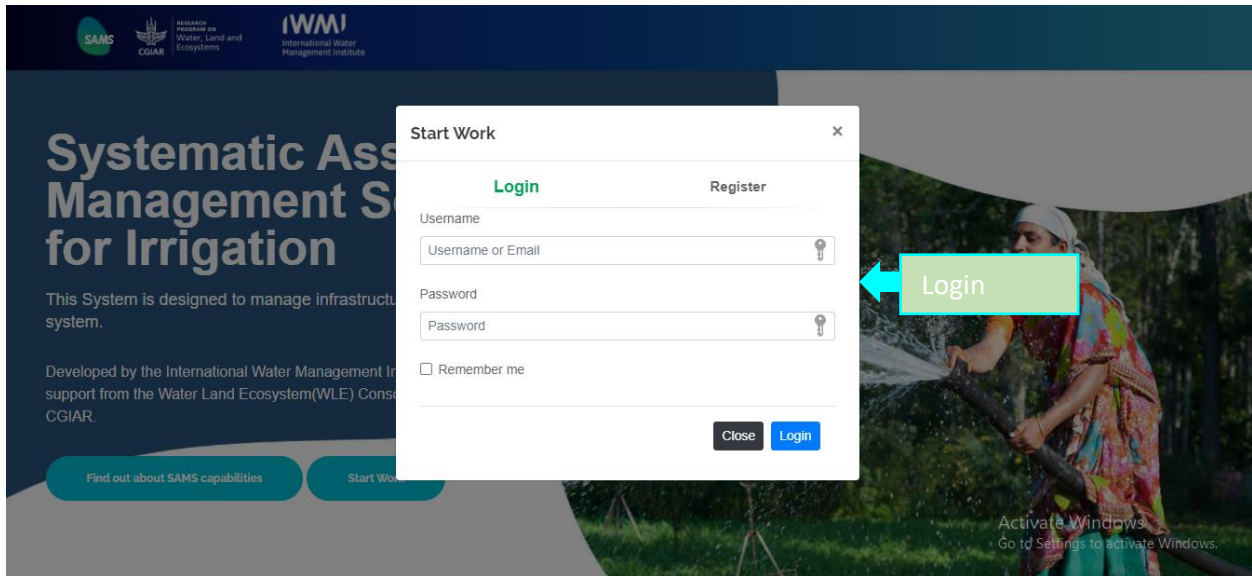 SAMS
CGIAR
RESEARCH
PROGRAM ON
Water, Land and
Ecosystems
IWMI
International Water
Management Institute
Systematic Ass
Management S
for Irrigation
This System is designed to manage infrastructu
system.
Developed by the International Water Management In
support from the Water Land Ecosystem(WLE) Conso
CGIAR.
Find out about SAMS capabilities
Start Wor
Start Work
×
Login
Register
Username
Username or Email
Password
Password
Remember me
Close
Login
Login
Activate Windows
Go to Settings to activate Windows.